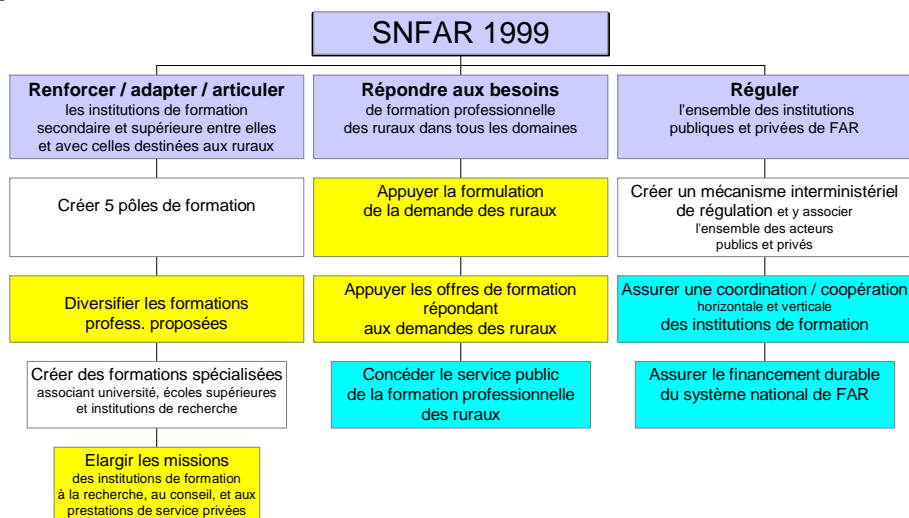 SNFAR 1999
Renforcer / adapter / articuler
les institutions de formation
secondaire et supérieure entre elles
et avec celles destinées aux ruraux
Créer 5 pôles de formation
Diversifier les formations
profess. proposées
Créer des formations spécialisées
associant université, écoles supérieures
et institutions de recherche
Elargir les missions
des institutions de formation
à la recherche, au conseil, et aux
prestations de service privées
Répondre aux besoins
de formation professionnelle
des ruraux dans tous les domaines
Appuyer la formulation
de la demande des ruraux
Appuyer les offres de formation
répondant
aux demandes des ruraux
Concéder le service public
de la formation professionnelle
des ruraux
Réguler
l'ensemble des institutions
publiques et privées de FAR
Créer un mécanisme interministériel
de régulation et y associer
l'ensemble des acteurs
publics et privés
Assurer une coordination / coopération
horizontale et verticale
des institutions de formation
Assurer le financement durable
du système national de FAR